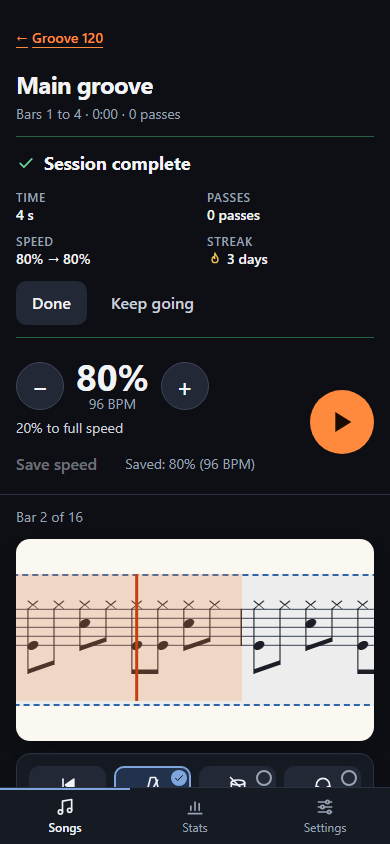 ← Groove 120
Main groove
Bars 1 to 4 · 0:00 · 0 passes
Session complete
TIME
4 s
PASSES
0 passes
SPEED
80% → 80%
STREAK
3 days
Done
Keep going
−
80%
+
96 BPM
20% to full speed
Save speed
Saved: 80% (96 BPM)
Bar 2 of 16
Songs
Stats
Settings